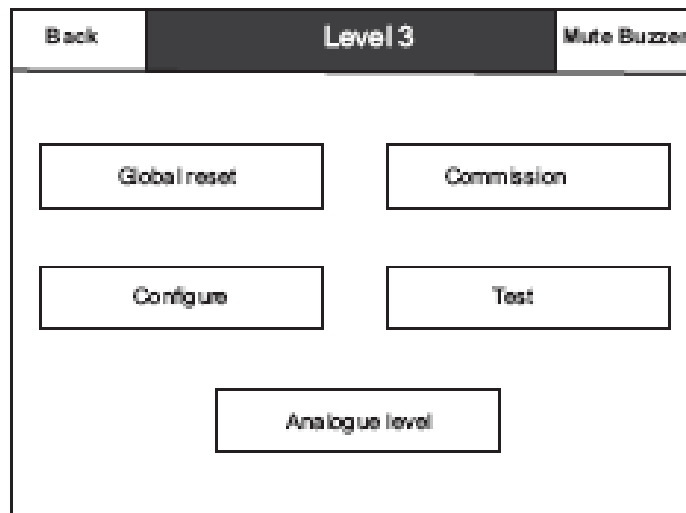 Back
Level 3
Mute Buzzer
Global reset
Commission
Configure
Test
Analogue level